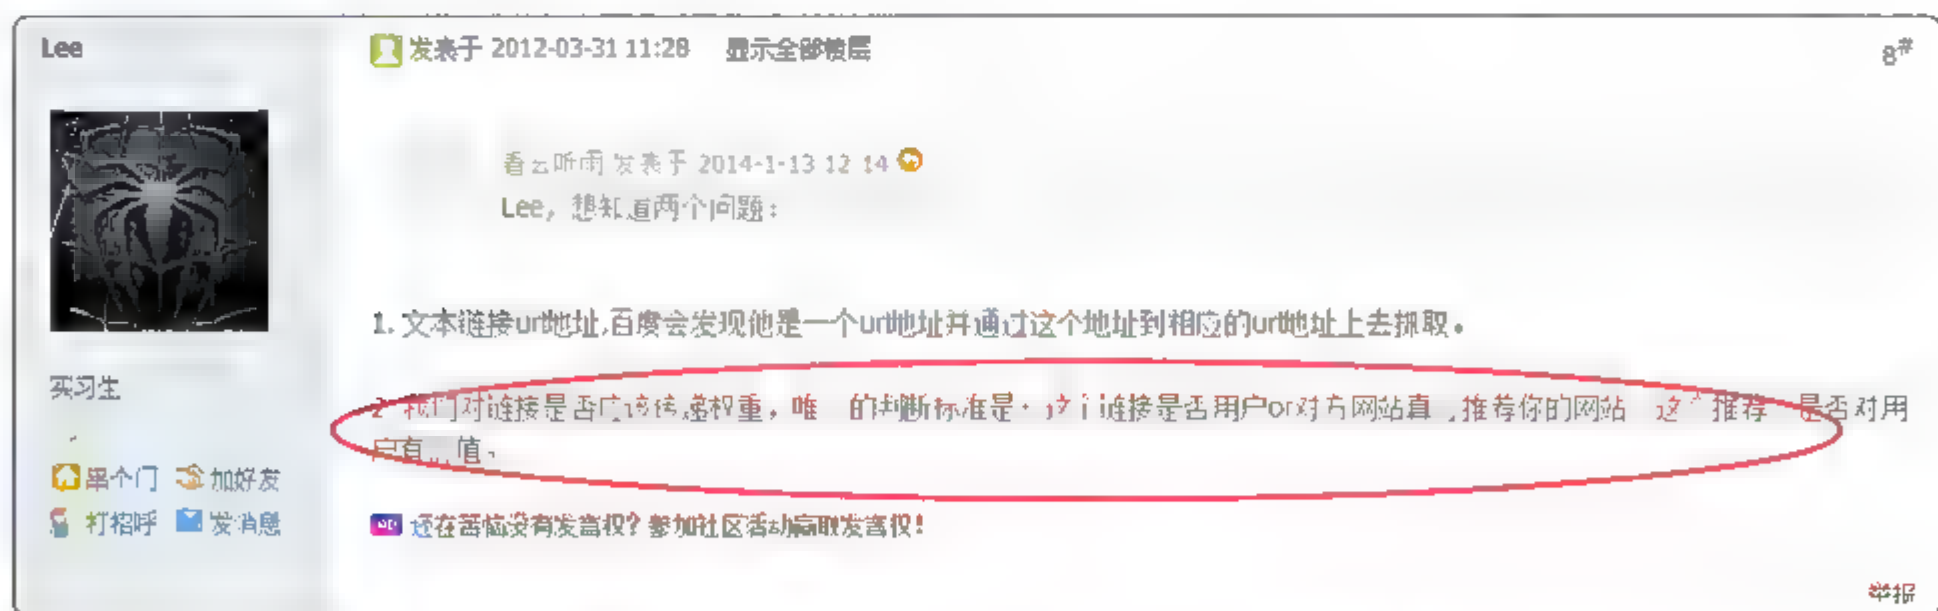 Lee
发表于 2012-03-31 11:28 显示全部楼层
8#
看云听雨 发表于 2014-1-13 12 14
Lee，想知道两个问题：
1. 文本链接url地址,百度会发现他是一个url地址并通过这个地址到相应的url地址上去抓取。
2 我们对链接是否应该传递权重，唯 的判断标准是 这个链接是否用户or对方网站真 ,推荐你的网站 这 推荐 是否对用
户有 值
实习生
加好友
打招呼 发消息
还在苦恼没有发言权？参加社区活动赢取发言权！
举报